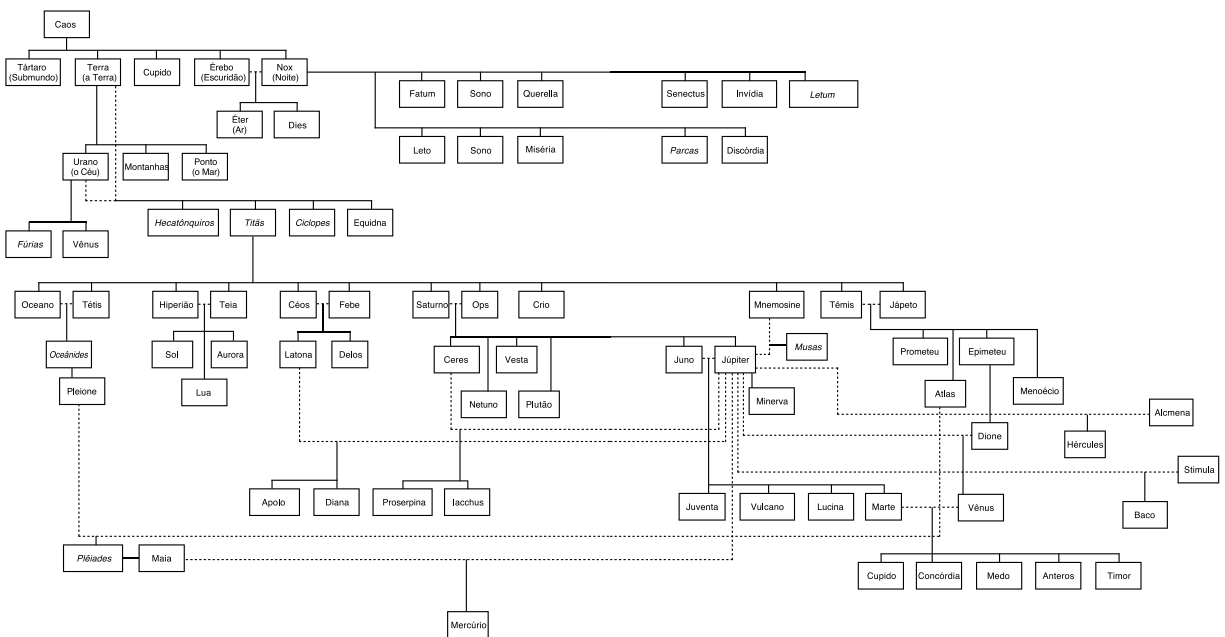 Caos
Tártaro
(Submundo)
Terra
(a Terra)
Cupido
Érebo
(Escuridão)
Nox
(Noite)
Fatum
Sono
Querella
Senectus
Invídia
Letum
Éter
(Ar)
Dies
Leto
Sono
Miséria
Parcas
Discórdia
Urano
(o Céu)
Montanhas
Ponto
(o Mar)
Hecatônquiros
Titãs
Ciclopes
Equidna
Fúrias
Vênus
Oceano
Tétis
Hiperião
Teia
Céos
Febe
Saturno
Ops
Crio
Mnemosine
Têmis
Jápeto
Oceânides
Sol
Aurora
Latona
Delos
Ceres
Vesta
Juno
Júpiter
Musas
Prometeu
Epimeteu
Pleione
Lua
Netuno
Plutão
Minerva
Atlas
Menoécio
Alcmena
Dione
Hércules
Stimula
Apolo
Diana
Proserpina
Iacchus
Juventa
Vulcano
Lucina
Marte
Vênus
Baco
Plêiades
Maia
Cupido
Concórdia
Medo
Anteros
Timor
Mercúrio